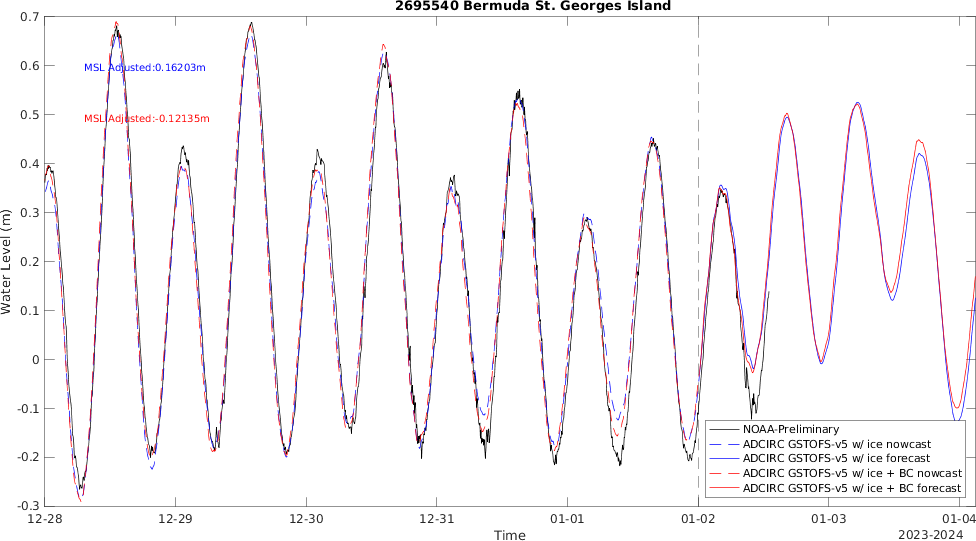 2695540 Bermuda St. Georges Island
0.7
0.6
0.5
0.4
0.3
0.2
0.1
0
-0.1
-0.2
-0.3
Water Level (m)
MSL Adjusted:0.16203m
MSL Adjusted:-0.12135m
NOAA-Preliminary
ADCIRC GSTOFS-v5 w/ ice nowcast
ADCIRC GSTOFS-v5 w/ ice forecast
ADCIRC GSTOFS-v5 w/ ice + BC nowcast
ADCIRC GSTOFS-v5 w/ ice + BC forecast
12-28 12-29 12-30 12-31 01-01 01-02 01-03 01-04
Time
2023-2024